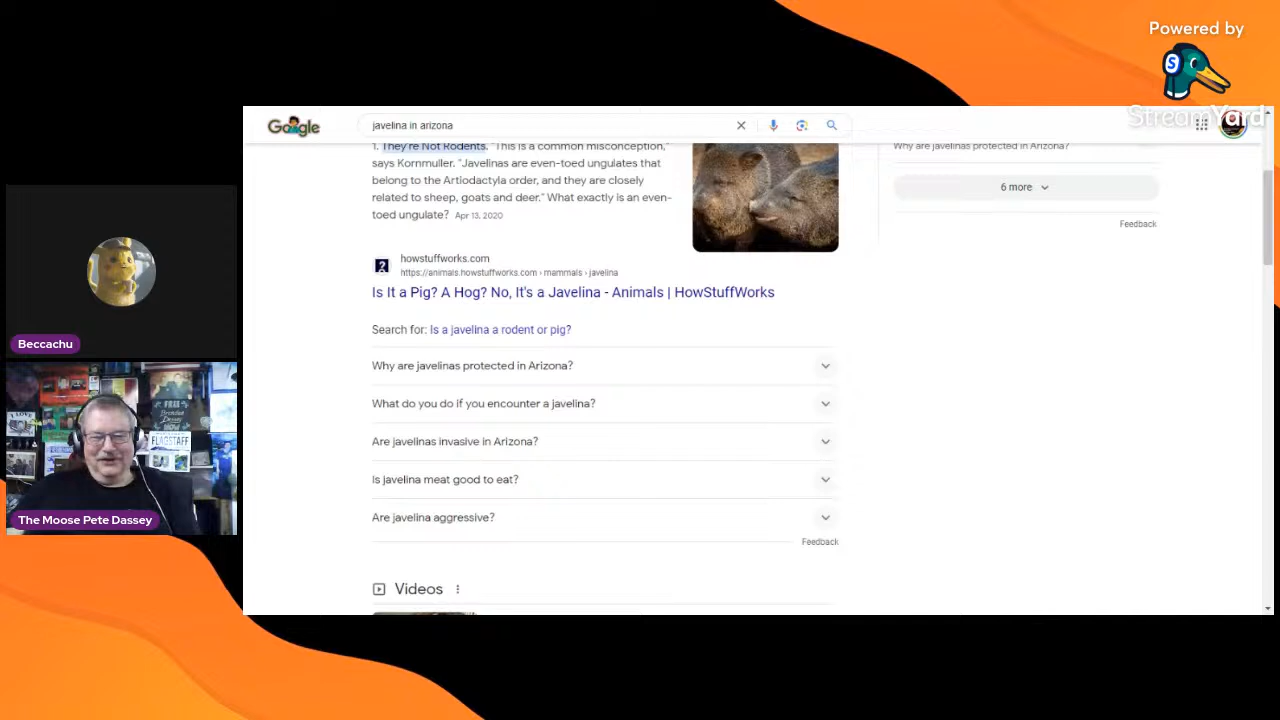 Powered by
StreamYard
Google
javelina in arizona
1. They're Not Rodents. "This is a common misconception,"
says Kornmuller. "Javelinas are even-toed ungulates that
belong to the Artiodactyla order, and they are closely
related to sheep, goats and deer." What exactly is an even-
toed ungulate? Apr 13, 2020
howstuffworks.com
https://animals.howstuffworks.com › mammals › javelina
Is It a Pig? A Hog? No, It's a Javelina - Animals | HowStuffWorks
Search for: Is a javelina a rodent or pig?
Why are javelinas protected in Arizona?
What do you do if you encounter a javelina?
Are javelinas invasive in Arizona?
Is javelina meat good to eat?
Are javelina aggressive?
Feedback
Videos
Why are javelinas protected in Arizona?
6 more
Feedback
Beccachu
I LOVE
FREE
Brendan
Dassey
NOW
FLAGSTAFF
The Moose Pete Dassey